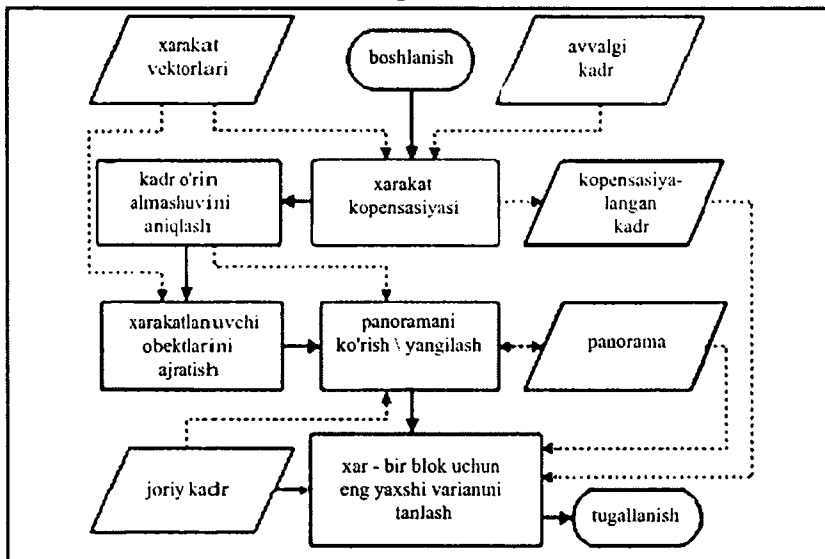 xarakat
vektorlari
boshlanish
avvalgi
kadr
kadr o'rin
almashuvini
aniqlash
xarakat
kopensasiyasi
kopensasiya-
langan
kadr
xarakatlanuvchi
obektlarini
ajratish
panoramani
ko'rish \ yangilash
panorama
joriy kadr
xar - bir blok uchun
eng yaxshi variantni
tanlash
tugallanish